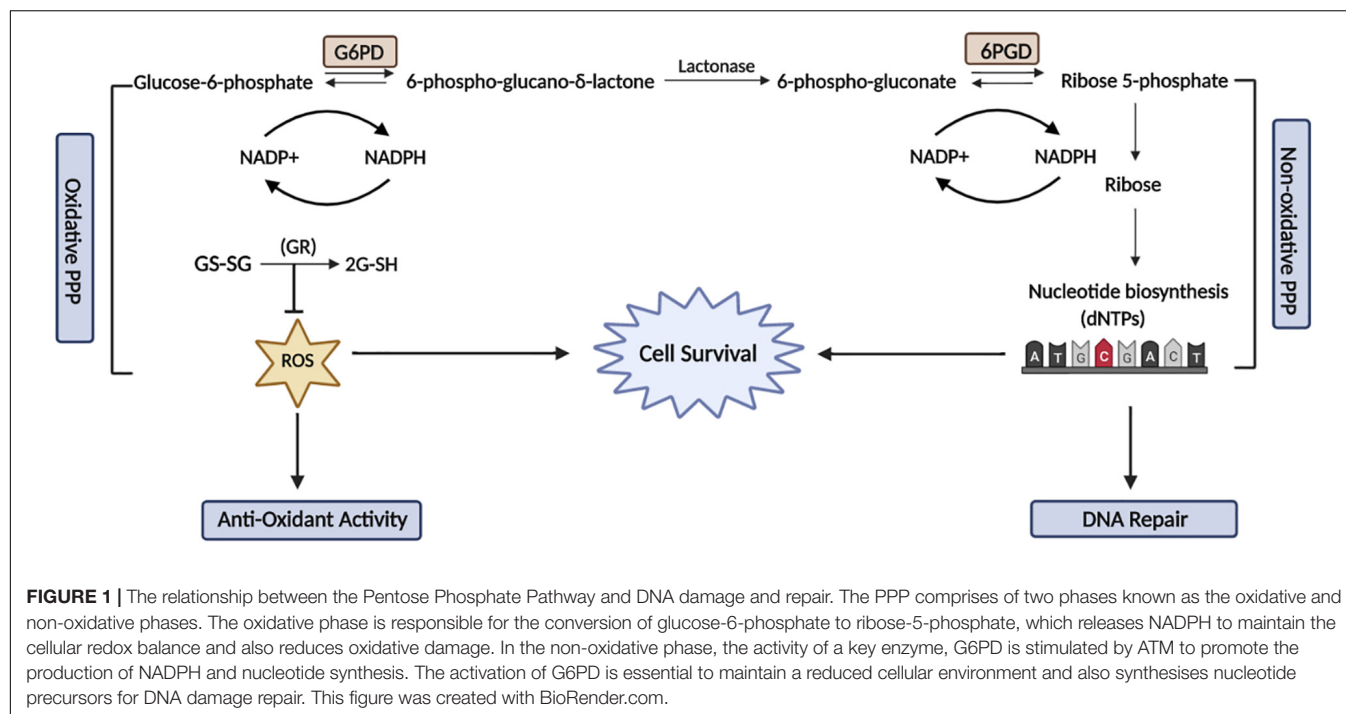 G6PD
6PGD
Glucose-6-phosphate
6-phospho-glucano-δ-lactone
Lactonase
6-phospho-gluconate
Ribose 5-phosphate
NADP+
NADPH
NADP+
NADPH
Ribose
Oxidative PPP
Non-oxidative PPP
(GR)
GS-SG
2G-SH
Nucleotide biosynthesis
(dNTPs)
ROS
Cell Survival
A T G C G A C T
Anti-Oxidant Activity
DNA Repair
FIGURE 1 | The relationship between the Pentose Phosphate Pathway and DNA damage and repair. The PPP comprises of two phases known as the oxidative and
non-oxidative phases. The oxidative phase is responsible for the conversion of glucose-6-phosphate to ribose-5-phosphate, which releases NADPH to maintain the
cellular redox balance and also reduces oxidative damage. In the non-oxidative phase, the activity of a key enzyme, G6PD is stimulated by ATM to promote the
production of NADPH and nucleotide synthesis. The activation of G6PD is essential to maintain a reduced cellular environment and also synthesises nucleotide
precursors for DNA damage repair. This figure was created with BioRender.com.